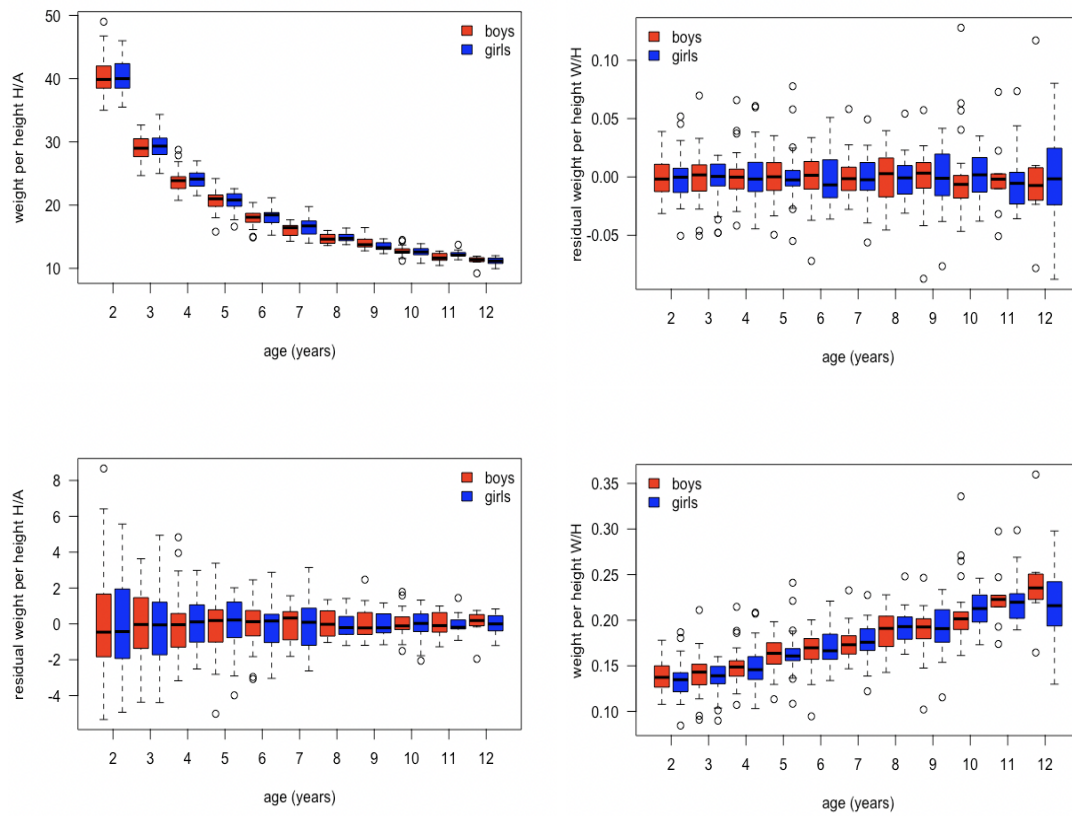 weight per height H/A
50
40
30
20
10
boys
girls
2 3 4 5 6 7 8 9 10 11 12
age (years)
residual weight per height W/H
0.10
0.05
0.00
-0.05
boys
girls
2 3 4 5 6 7 8 9 10 11 12
age (years)
residual weight per height H/A
8
6
4
2
0
-2
-4
boys
girls
2 3 4 5 6 7 8 9 10 11 12
age (years)
weight per height W/H
0.35
0.30
0.25
0.20
0.15
0.10
boys
girls
2 3 4 5 6 7 8 9 10 11 12
age (years)